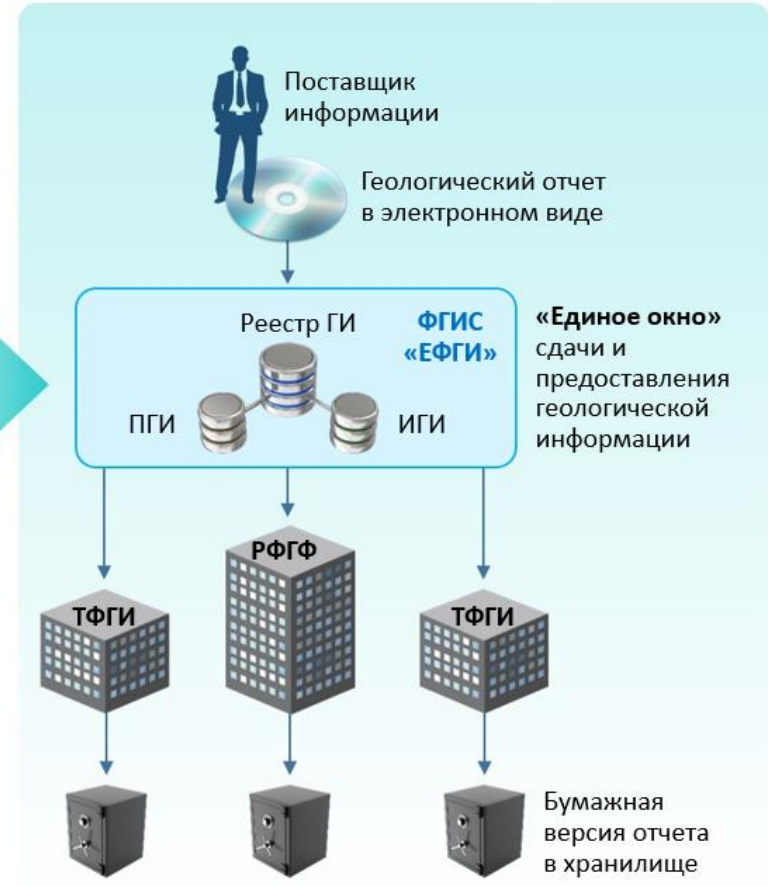 Поставщик
информации
Геологический отчет
в электронном виде
Реестр ГИ
ФГИС
«ЕФГИ»
ПГИ
ИГИ
«Единое окно»
сдачи и
предоставления
геологической
информации
РФГФ
ТФГИ
ТФГИ
Бумажная
версия отчета
в хранилище